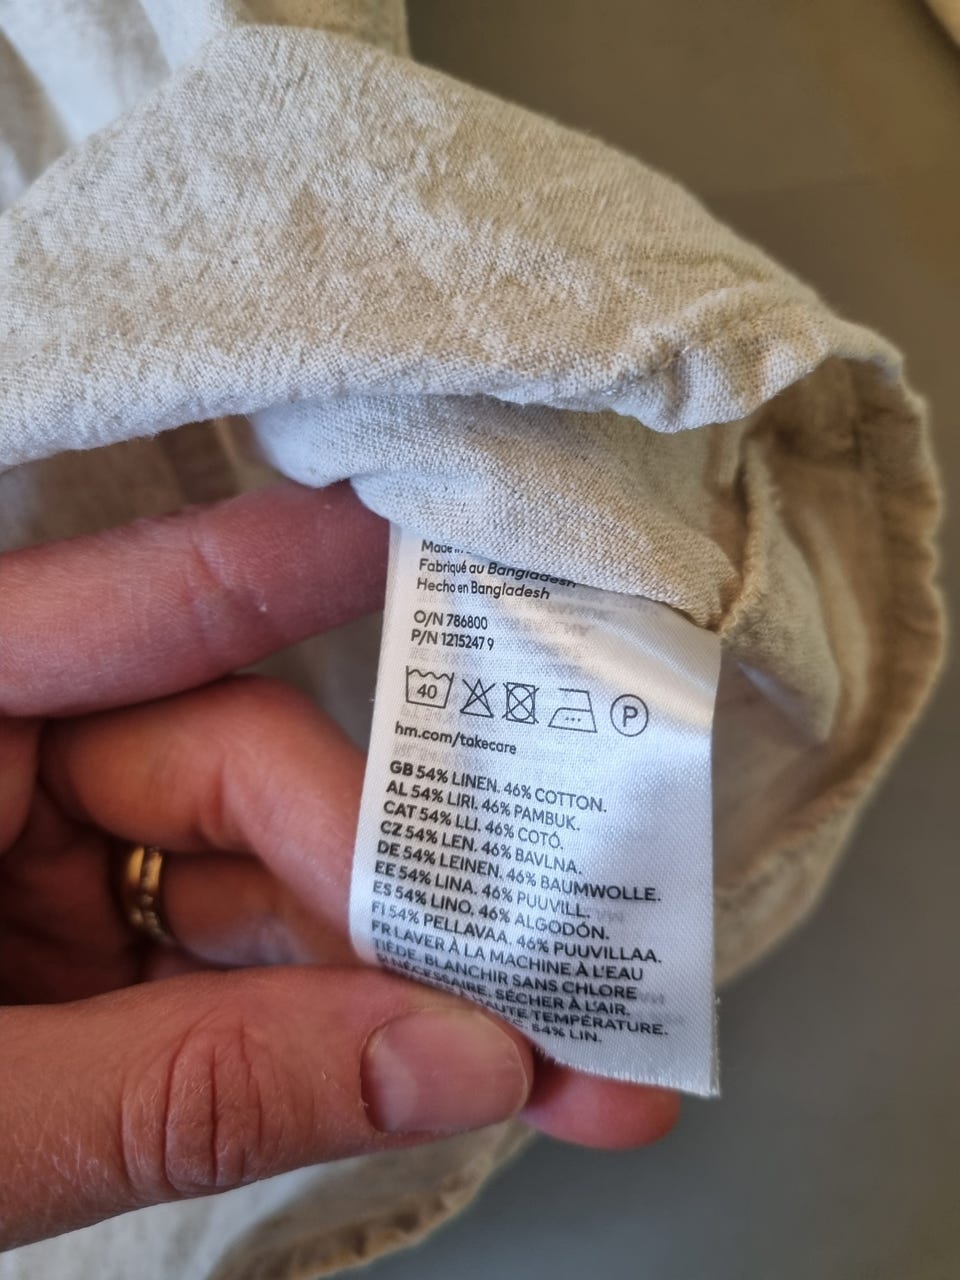 Made
Fabriqué au Bangladesh
Hecho en Bangladesh
O/N 786800
P/N 1215247 9
40 P
hm.com/takecare
GB 54% LINEN. 46% COTTON.
AL 54% LIRI. 46% PAMBUK.
CAT 54% LLI. 46% COTÓ.
CZ 54% LEN. 46% BAVLNA.
DE 54% LEINEN. 46% BAUMWOLLE.
EE 54% LINA. 46% PUUVILL.
ES 54% LINO. 46% ALGODÓN.
FI 54% PELLAVAA. 46% PUUVILLAA.
FR LAVER À LA MACHINE À L'EAU
TIÈDE. BLANCHIR SANS CHLORE
SI NÉCESSAIRE. SÉCHER À L'AIR.
À HAUTE TEMPÉRATURE.
54% LIN.